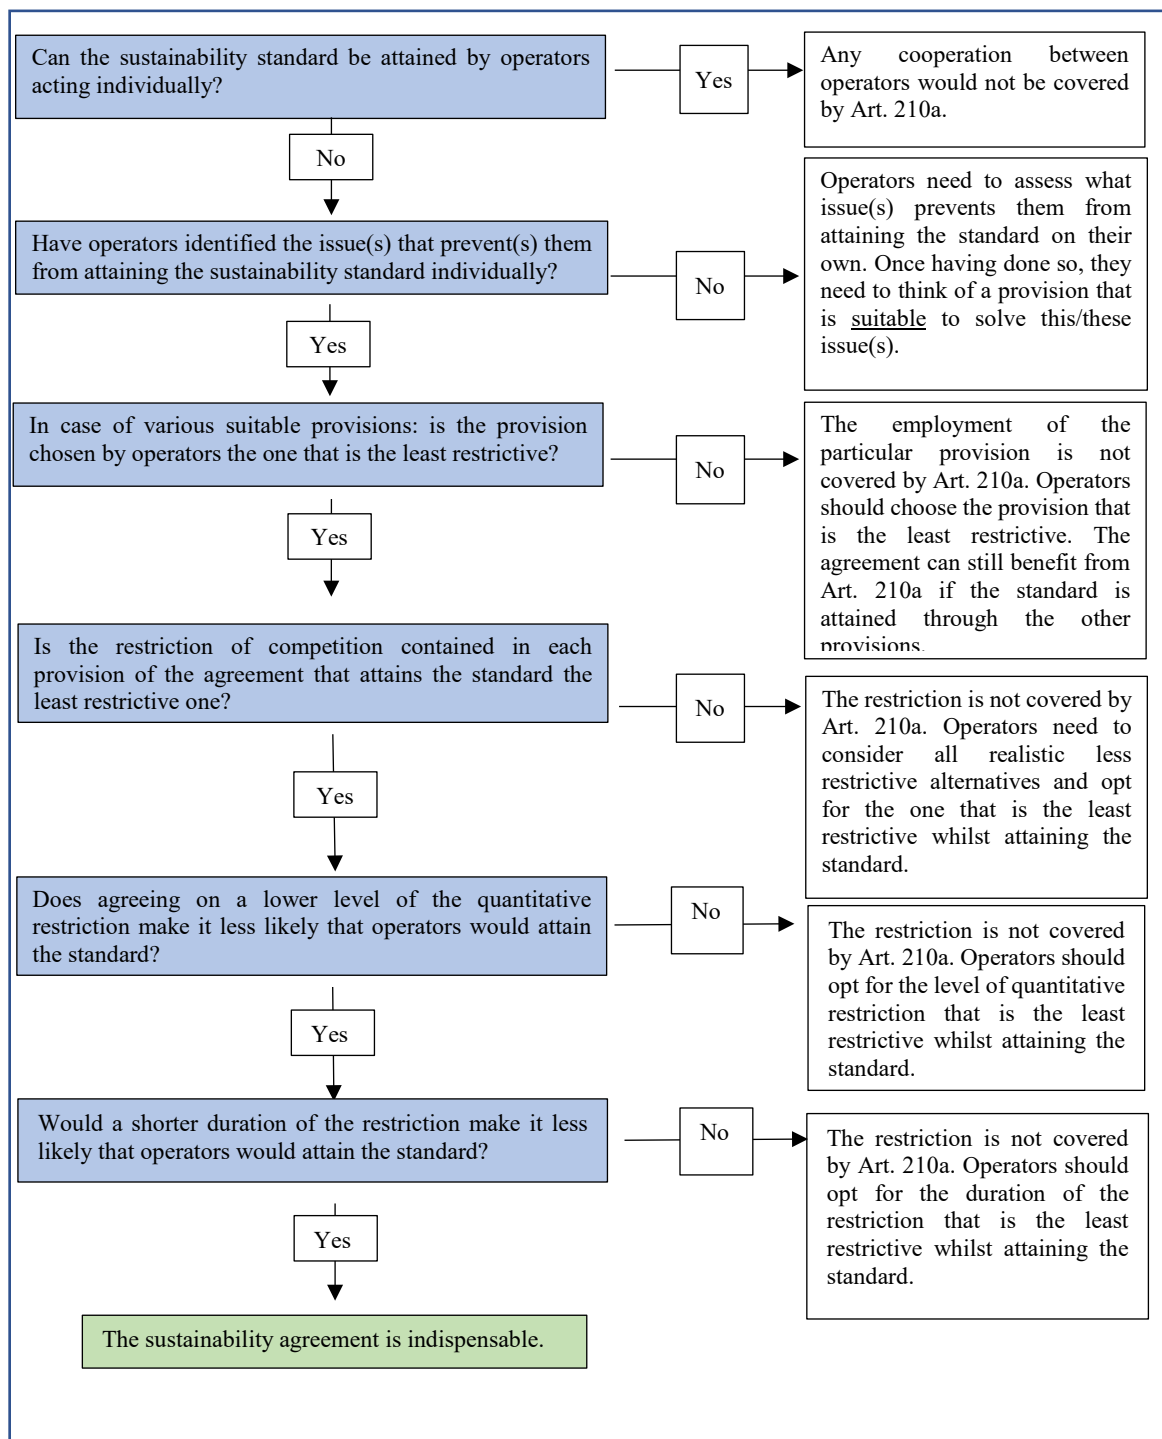 Can the sustainability standard be attained by operators
acting individually?
Yes
Any cooperation between
operators would not be covered
by Art. 210a.
No
Have operators identified the issue(s) that prevent(s) them
from attaining the sustainability standard individually?
No
Operators need to assess what
issue(s) prevents them from
attaining the standard on their
own. Once having done so, they
need to think of a provision that
is suitable to solve this/these
issue(s).
Yes
In case of various suitable provisions: is the provision
chosen by operators the one that is the least restrictive?
No
The employment of the
particular provision is not
covered by Art. 210a. Operators
should choose the provision that
is the least restrictive. The
agreement can still benefit from
Art. 210a if the standard is
attained through the other
provisions.
Yes
Is the restriction of competition contained in each
provision of the agreement that attains the standard the
least restrictive one?
No
The restriction is not covered by
Art. 210a. Operators need to
consider all realistic less
restrictive alternatives and opt
for the one that is the least
restrictive whilst attaining the
standard.
Yes
Does agreeing on a lower level of the quantitative
restriction make it less likely that operators would attain
the standard?
No
The restriction is not covered
by Art. 210a. Operators should
opt for the level of quantitative
restriction that is the least
restrictive whilst attaining the
standard.
Yes
Would a shorter duration of the restriction make it less
likely that operators would attain the standard?
No
The restriction is not covered
by Art. 210a. Operators should
opt for the duration of the
restriction that is the least
restrictive whilst attaining the
standard.
Yes
The sustainability agreement is indispensable.